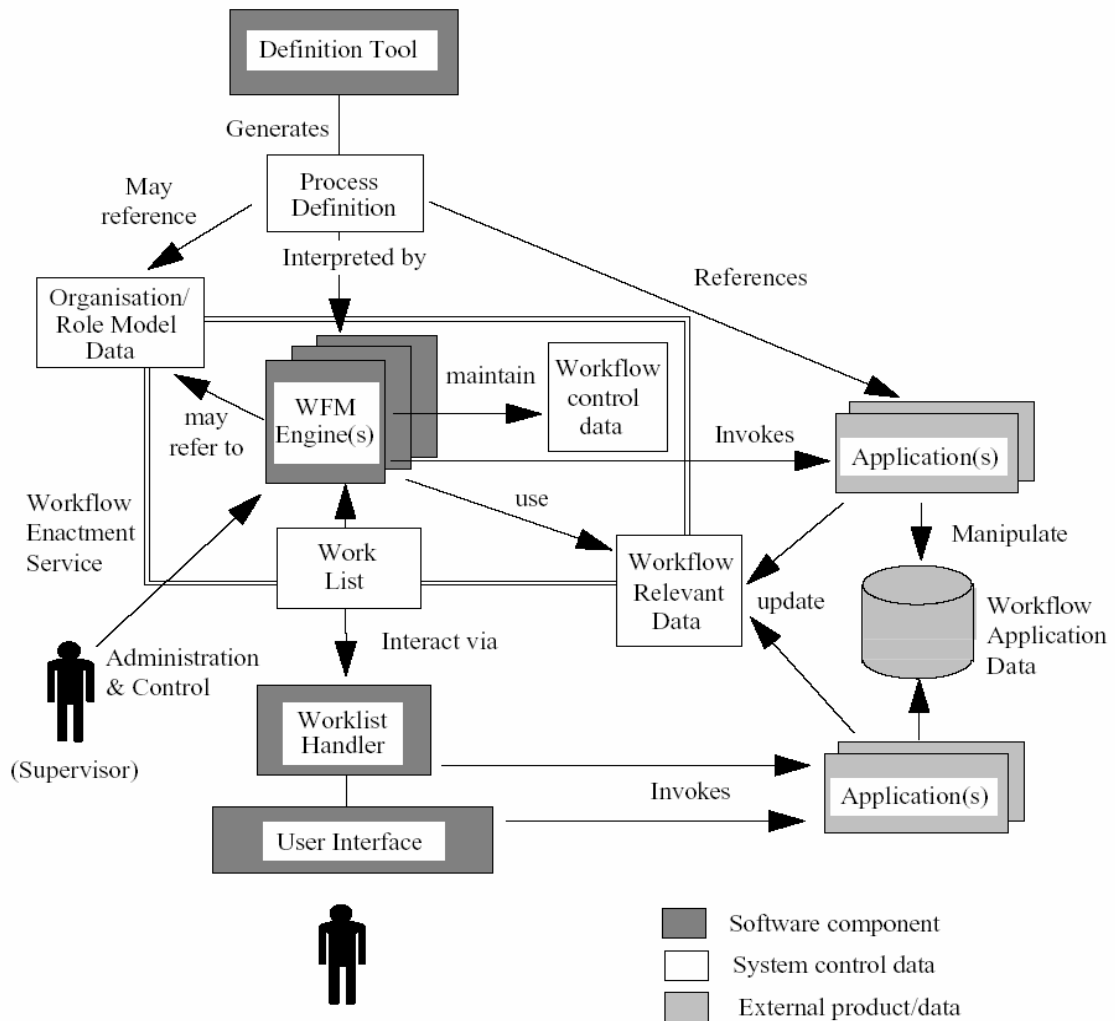 Definition Tool
Generates
Process
Definition
May
reference
Interpreted by
References
Organisation/
Role Model
Data
WFM
Engine(s)
maintain
Workflow
control
data
may
refer to
Invokes
Application(s)
use
Workflow
Enactment
Service
Work
List
Workflow
Relevant
Data
Manipulate
update
Workflow
Application
Data
Interact via
Administration
& Control
(Supervisor)
Worklist
Handler
Invokes
Application(s)
User Interface
Software component
System control data
External product/data